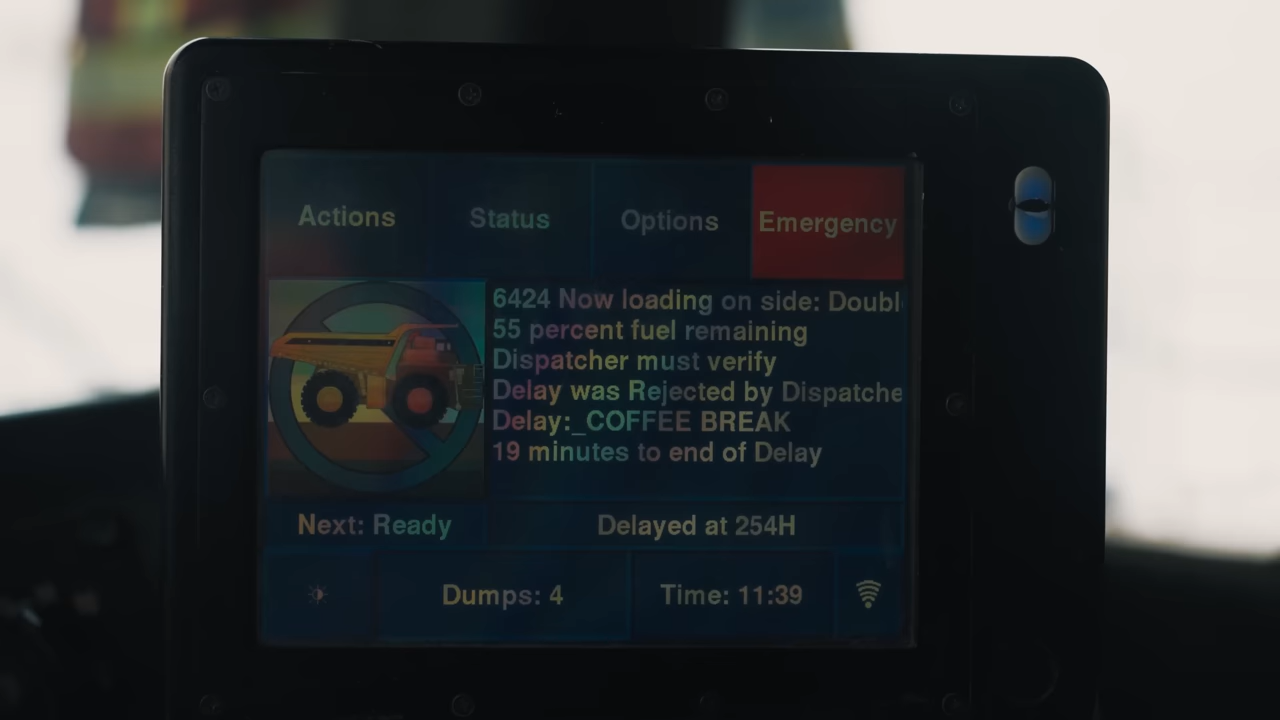 Actions Status Options Emergency
6424 Now loading on side: Doubl
55 percent fuel remaining
Dispatcher must verify
Delay was Rejected by Dispatche
Delay:_COFFEE BREAK
19 minutes to end of Delay
Next: Ready Delayed at 254H
Dumps: 4 Time: 11:39